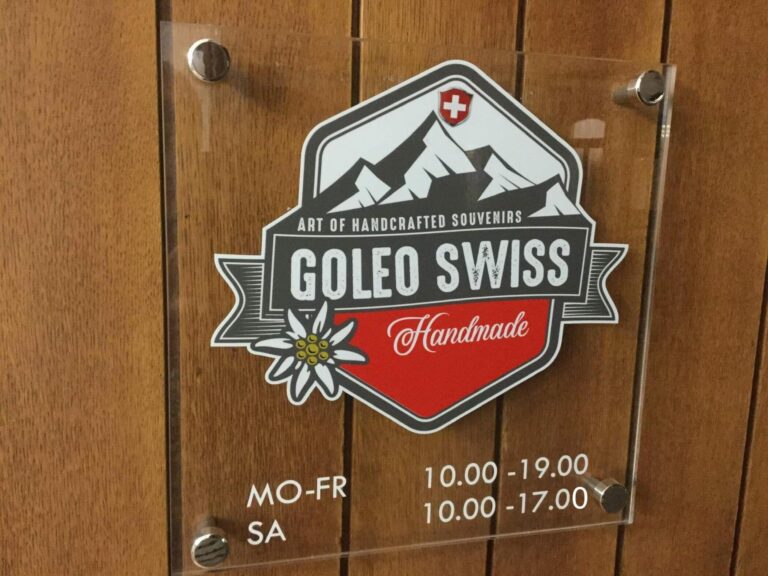 ART OF HANDCRAFTED SOUVENIRS
GOLEO SWISS
Handmade
MO-FR 10.00 -19.00
SA 10.00 -17.00